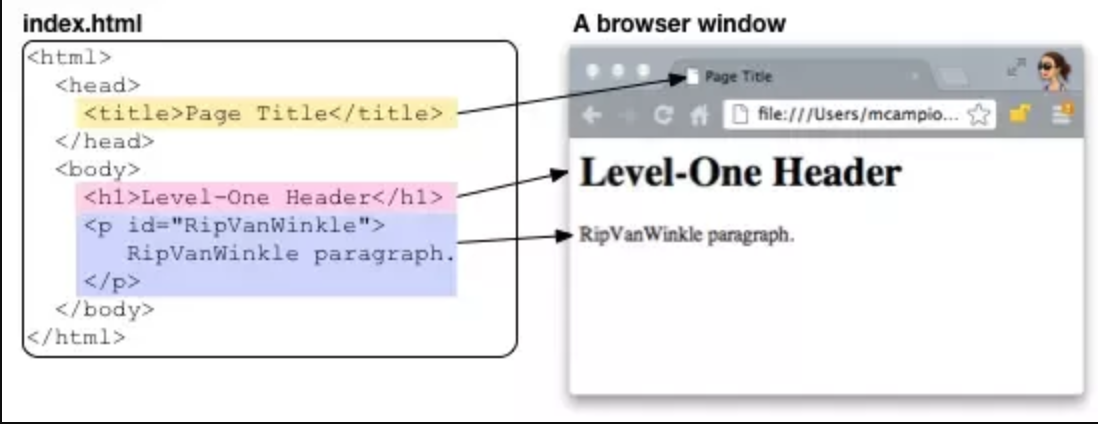 index.html
<html>
<head>
<title>Page Title</title>
</head>
<body>
<h1>Level-One Header</h1>
<p id="RipVanWinkle">
RipVanWinkle paragraph.
</p>
</body>
</html>
A browser window
Page Title
file:///Users/mcampio...
Level-One Header
RipVanWinkle paragraph.